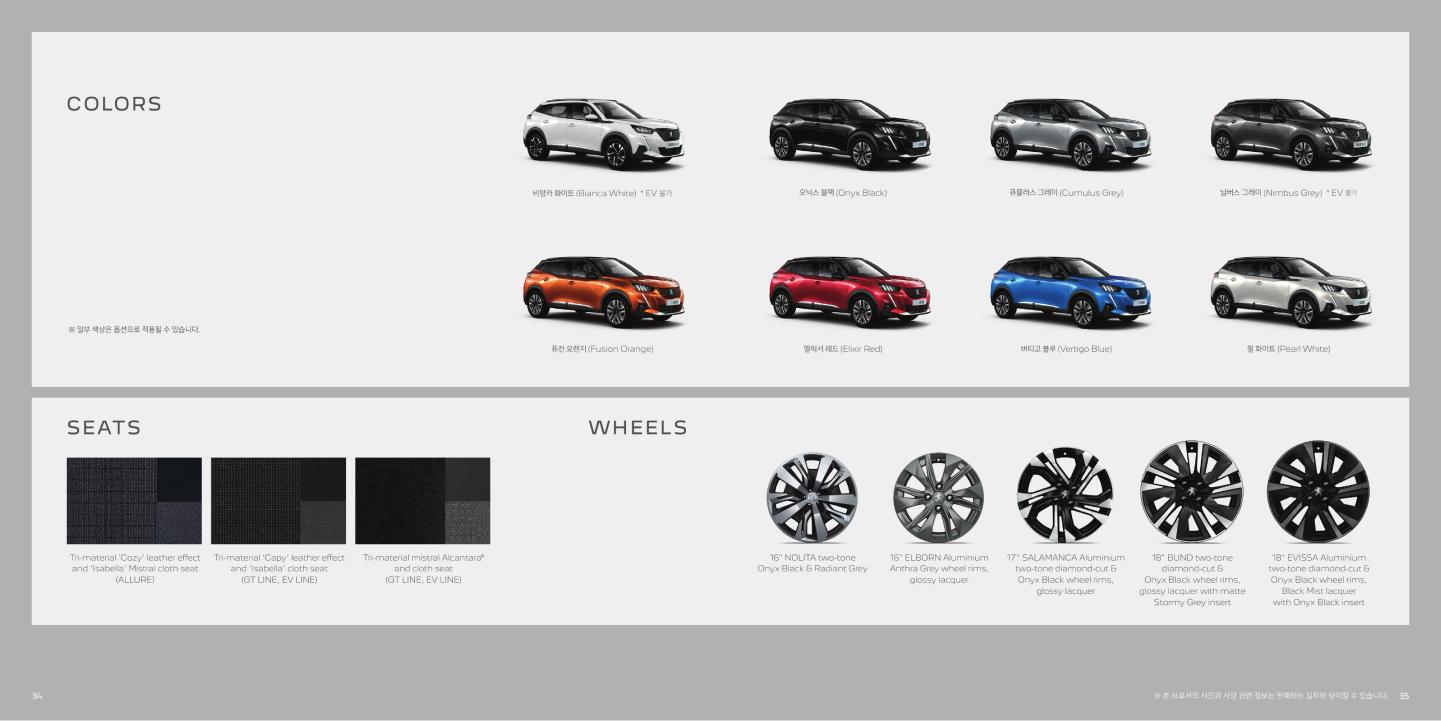 COLORS
비앙카 화이트 (Bianca White) * EV 불가
오닉스 블랙 (Onyx Black)
큐뮬러스 그레이 (Cumulus Grey)
님버스 그레이 (Nimbus Grey) * EV 불가
※ 일부 색상은 옵션으로 적용될 수 있습니다.
퓨전 오렌지 (Fusion Orange)
엘릭서 레드 (Elixir Red)
버티고 블루 (Vertigo Blue)
펄 화이트 (Pearl White)
SEATS
Tri-material ‘Cozy’ leather effect
and ‘Isabella’ Mistral cloth seat
(ALLURE)
Tri-material ‘Capy’ leather effect
and ‘Isabella’ cloth seat
(GT LINE, EV LINE)
Tri-material mistral Alcantara®
and cloth seat
(GT LINE, EV LINE)
WHEELS
16" NOLITA two-tone
Onyx Black & Radiant Grey
16" ELBORN Aluminium
Anthra Grey wheel rims,
glossy lacquer
17" SALAMANCA Aluminium
two-tone diamond-cut &
Onyx Black wheel rims,
glossy lacquer
18" BUND two-tone
diamond-cut &
Onyx Black wheel rims,
glossy lacquer with matte
Stormy Grey insert
18" EVISSA Aluminium
two-tone diamond-cut &
Onyx Black wheel rims,
Black Mist lacquer
with Onyx Black insert
34
※ 본 브로셔의 사진과 사양 관련 정보는 판매되는 실차와 상이할 수 있습니다. 35